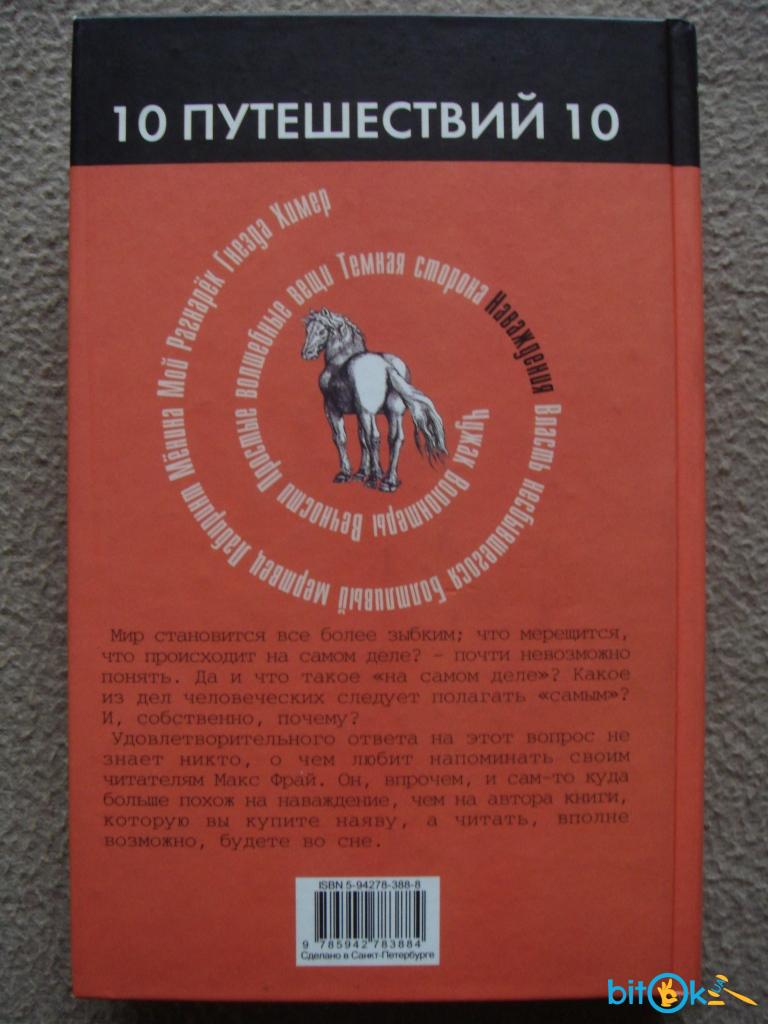 10 ПУТЕШЕСТВИЙ 10
Чужак Волонтеры Вечности Простые волшебные вещи Темная сторона Наваждения Власть несбывшегося Болтливый мертвец Лабиринт Мёнина Мой Рагнарёк Гнезда Химер
Мир становится все более зыбким; что мерещится,
что происходит на самом деле? – почти невозможно
понять. Да и что такое «на самом деле»? Какое
из дел человеческих следует полагать «самым»?
И, собственно, почему?
Удовлетворительного ответа на этот вопрос не
знает никто, о чем любит напоминать своим
читателям Макс Фрай. Он, впрочем, и сам-то куда
больше похож на наваждение, чем на автора книги,
которую вы купите наяву, а читать, вполне
возможно, будете во сне.
ISBN 5-94278-388-8
9 785942 783884
Сделано в Санкт-Петербурге
bitOk UA